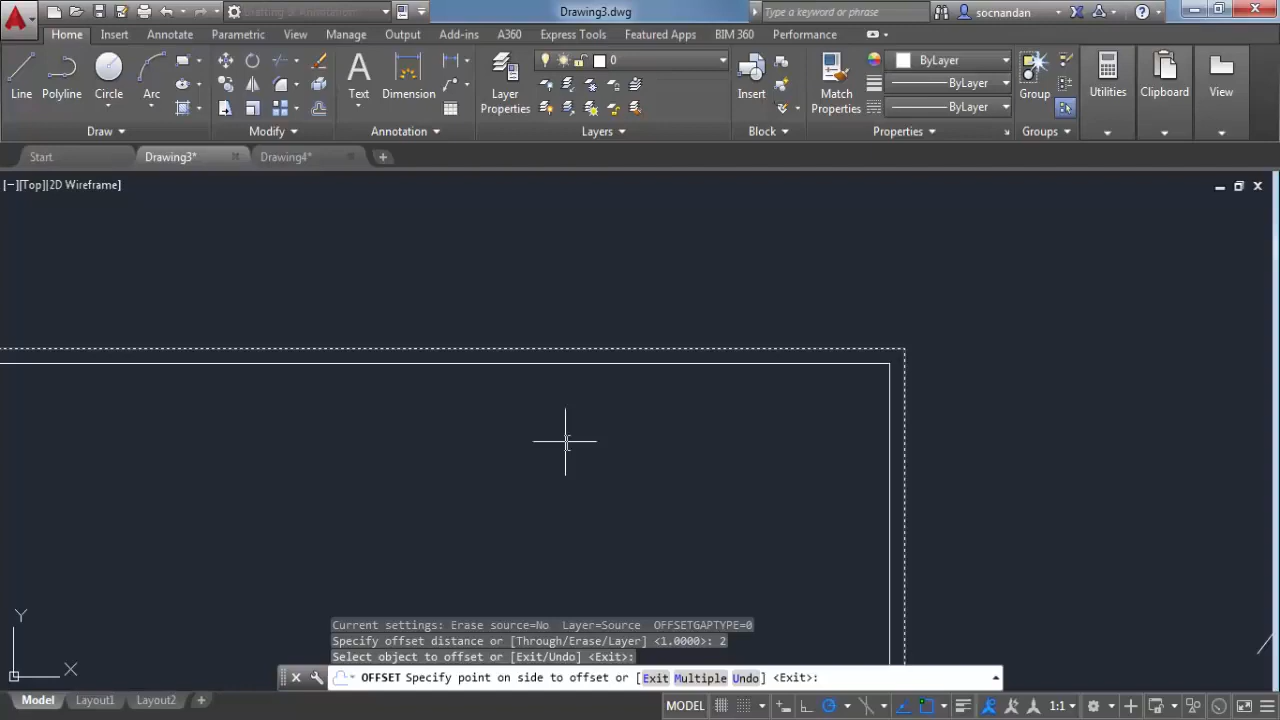 Drafting & Annotation
Drawing3.dwg
Type a keyword or phrase
socnandan
Home Insert Annotate Parametric View Manage Output Add-ins A360 Express Tools Featured Apps BIM 360 Performance
0
ByLayer
ByLayer
ByLayer
Line Polyline Circle Arc Text Dimension Layer Properties Insert Match Properties Group Utilities Clipboard View
Draw Modify Annotation Layers Block Properties Groups
Start Drawing3* Drawing4*
[−][Top][2D Wireframe]
Y
X
Current settings: Erase source=No Layer=Source OFFSETGAPTYPE=0
Specify offset distance or [Through/Erase/Layer] <1.0000>: 2
Select object to offset or [Exit/Undo] <Exit>:
OFFSET Specify point on side to offset or [Exit Multiple Undo] <Exit>:
Model Layout1 Layout2
MODEL 1:1